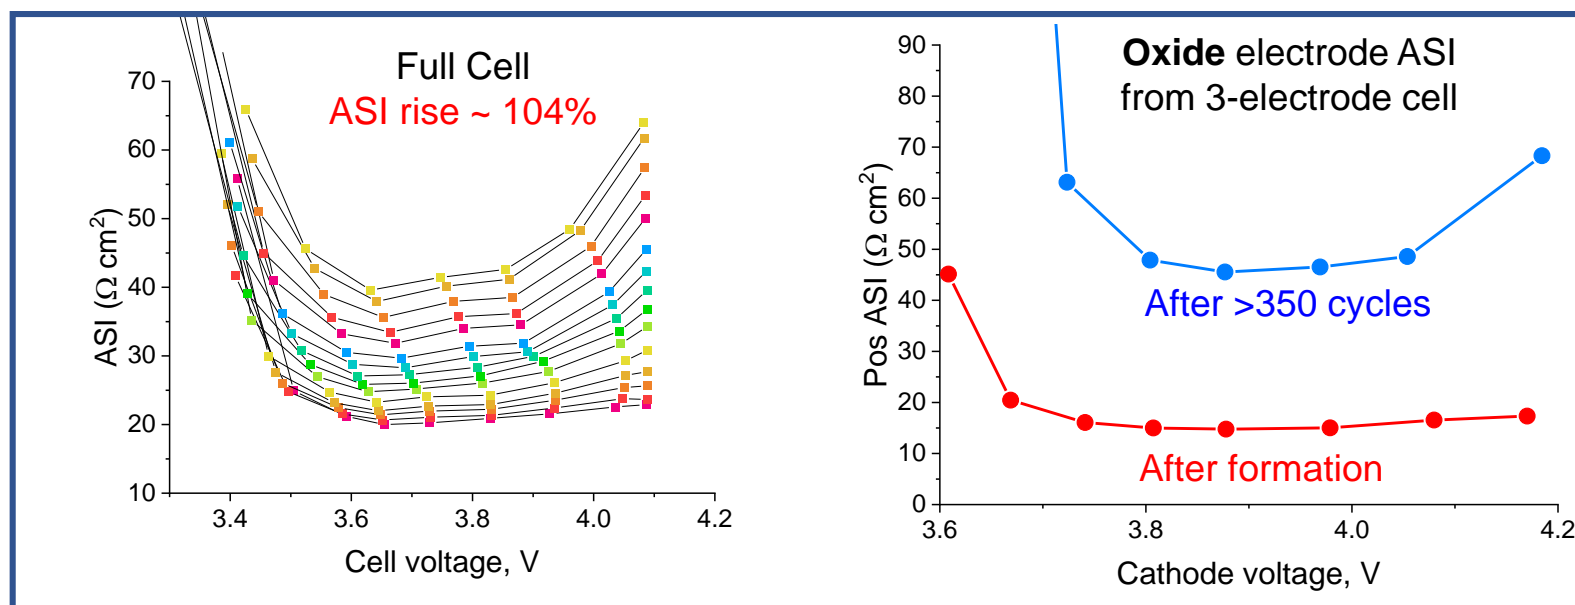 Full Cell
ASI rise ~ 104%
70
60
50
40
30
20
10
ASI (Ω cm²)
3.4
3.6
3.8
4.0
4.2
Cell voltage, V
Oxide electrode ASI
from 3-electrode cell
90
80
70
60
50
40
30
20
10
0
Pos ASI (Ω cm²)
After >350 cycles
After formation
3.6
3.8
4.0
4.2
Cathode voltage, V